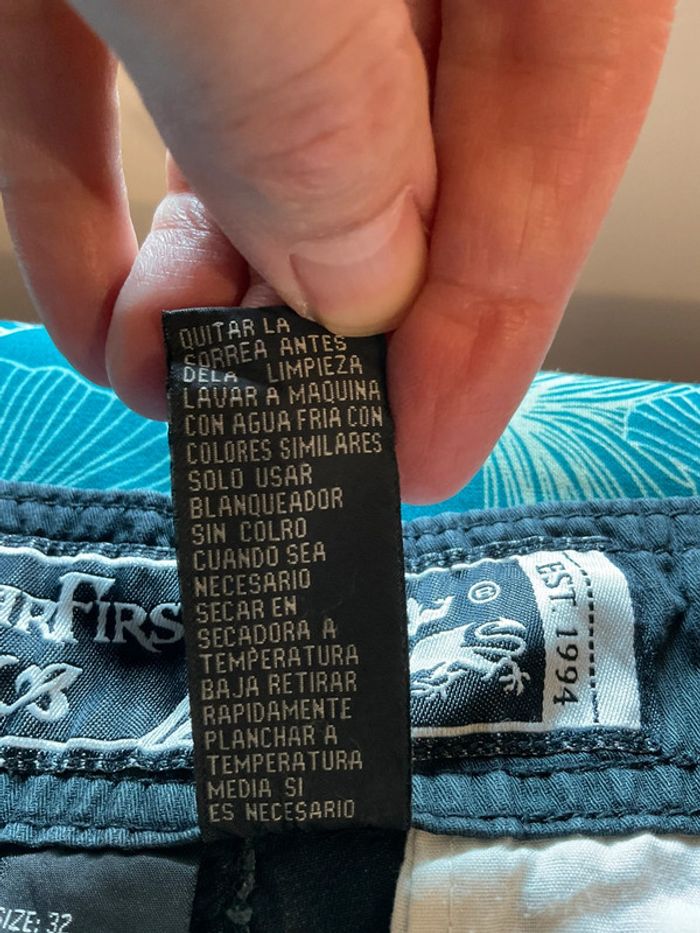 QUITAR LA
CORREA ANTES
DELA LIMPIEZA
LAVAR A MAQUINA
CON AGUA FRIA CON
COLORES SIMILARES
SOLO USAR
BLANQUEADOR
SIN COLRO
CUANDO SEA
NECESARIO
SECAR EN
SECADORA A
TEMPERATURA
BAJA RETIRAR
RAPIDAMENTE
PLANCHAR A
TEMPERATURA
MEDIA SI
ES NECESARIO
®
EST. 1994
SIZE: 32